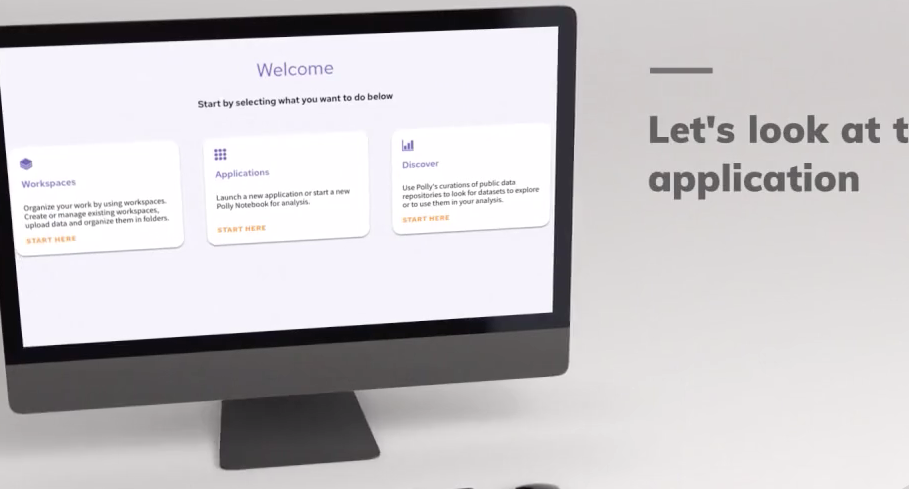 Welcome
Start by selecting what you want to do below
Workspaces
Organize your work by using workspaces.
Create or manage existing workspaces,
upload data and organize them in folders.
START HERE
Applications
Launch a new application or start a new
Polly Notebook for analysis.
START HERE
Discover
Use Polly's curations of public data
repositories to look for datasets to explore
or to use them in your analysis.
START HERE
Let's look at t
application